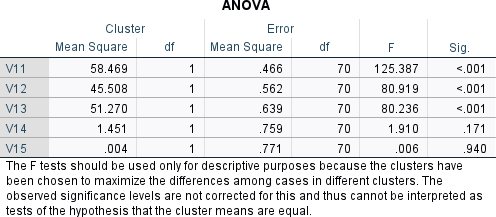 ANOVA
Cluster Error
Mean Square df Mean Square df F Sig.
V11 58.469 1 .466 70 125.387 <.001
V12 45.508 1 .562 70 80.919 <.001
V13 51.270 1 .639 70 80.236 <.001
V14 1.451 1 .759 70 1.910 .171
V15 .004 1 .771 70 .006 .940
The F tests should be used only for descriptive purposes because the clusters have
been chosen to maximize the differences among cases in different clusters. The
observed significance levels are not corrected for this and thus cannot be interpreted as
tests of the hypothesis that the cluster means are equal.